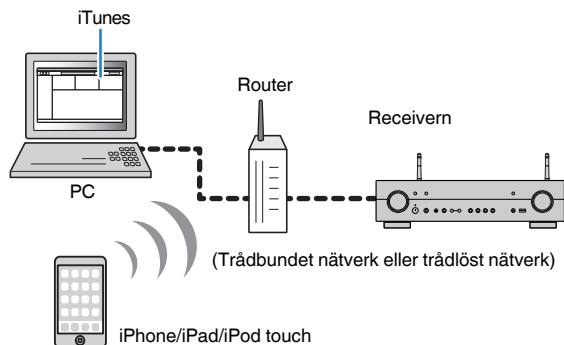 iTunes
Router
Receivern
PC
(Trådbundet nätverk eller trådlöst nätverk)
iPhone/iPad/iPod touch